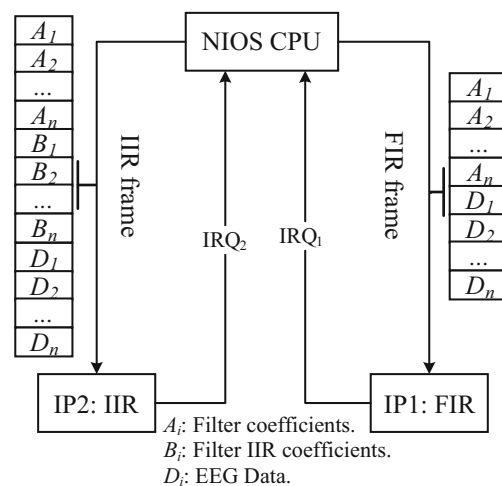 NIOS CPU
A1
A2
...
An
B1
B2
...
Bn
D1
D2
...
Dn
IIR frame
IRQ2
IRQ1
FIR frame
A1
A2
...
An
D1
D2
...
Dn
IP2: IIR
IP1: FIR
Ai: Filter coefficients.
Bi: Filter IIR coefficients.
Di: EEG Data.